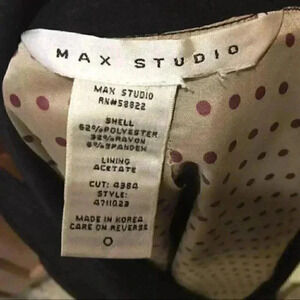 MAX STUDIO
MAX STUDIO
RN#58822
SHELL
62%POLYESTER
32%RAYON
6%SPANDEX
LINING
ACETATE
CUT: 4384
STYLE:
4711023
MADE IN KOREA
CARE ON REVERSE
O